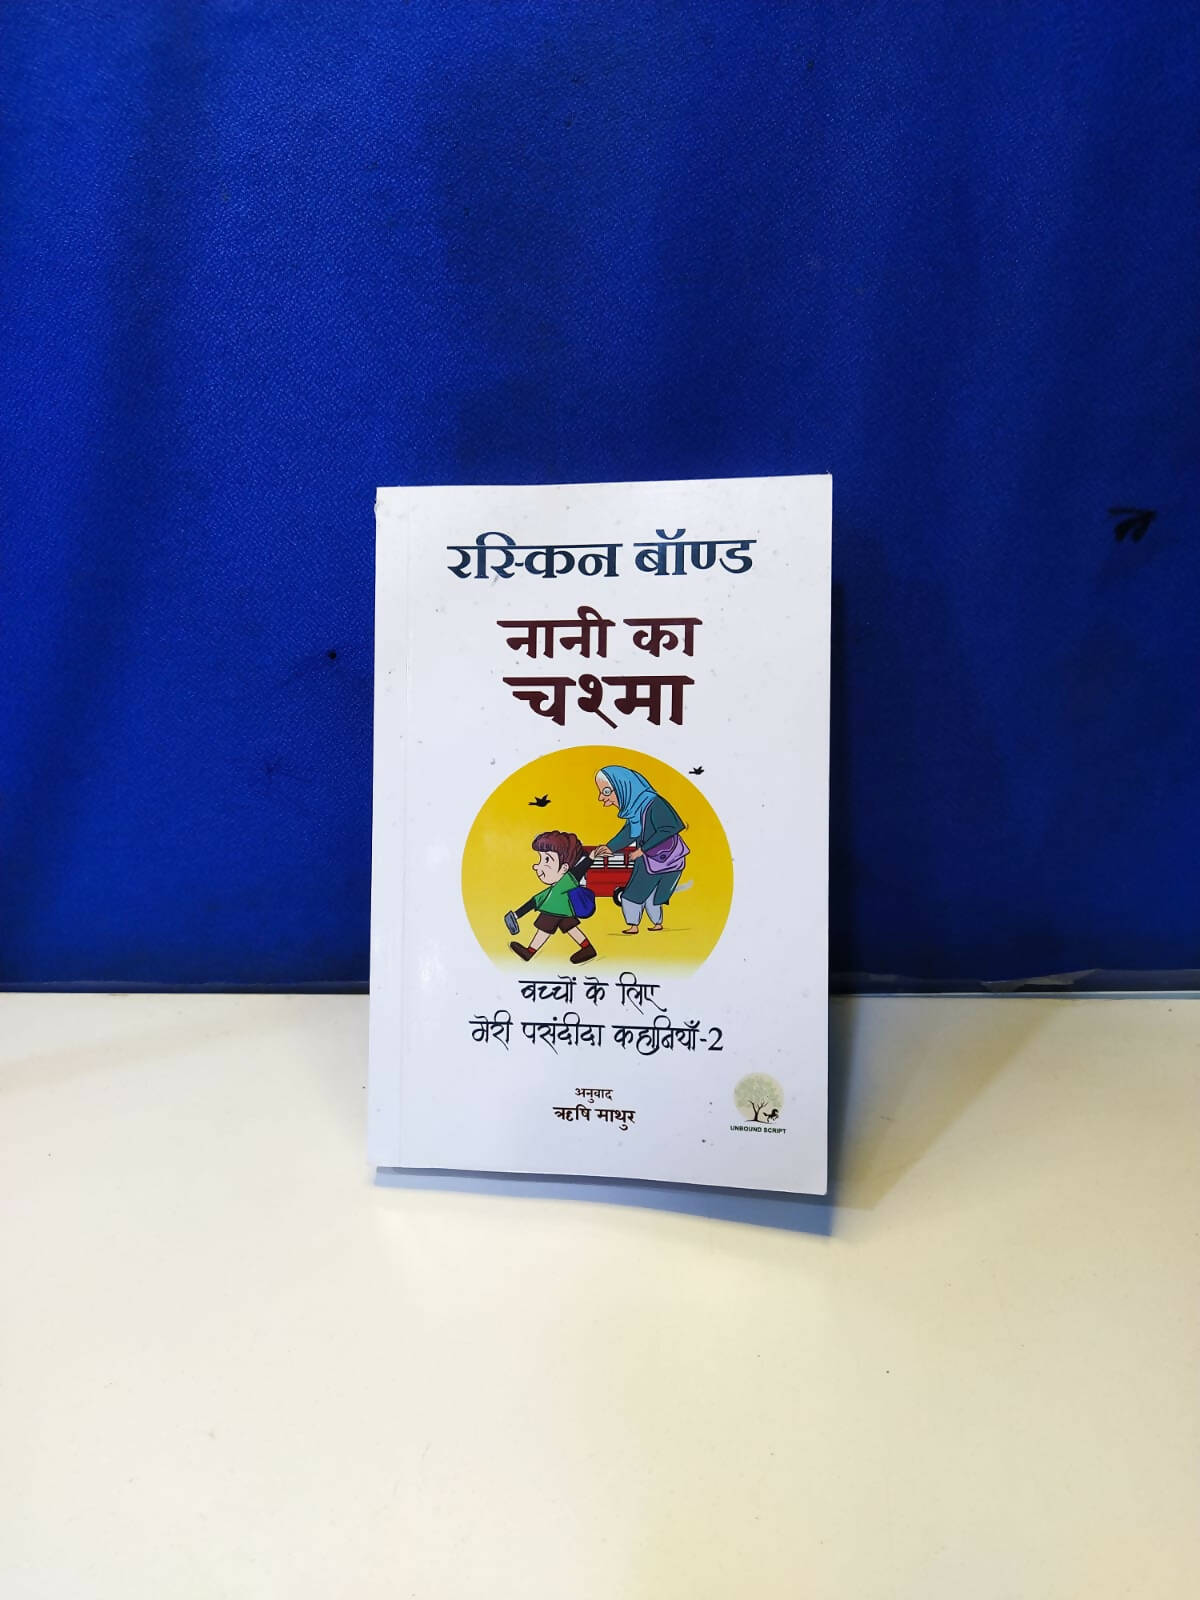 रस्किन बॉण्ड
नानी का
चश्मा
बच्चों के लिए
मेरी पसंदीदा कहानियाँ-2
अनुवाद
ऋषि माथुर
UNBOUND SCRIPT